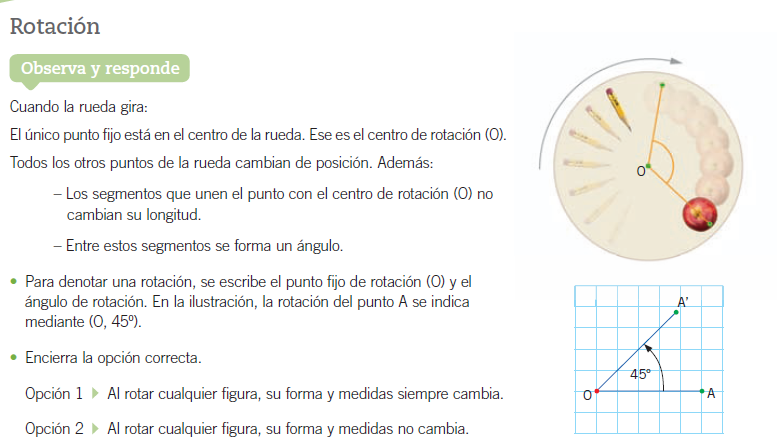 Rotación
Observa y responde
Cuando la rueda gira:
El único punto fijo está en el centro de la rueda. Ese es el centro de rotación (O).
Todos los otros puntos de la rueda cambian de posición. Además:
– Los segmentos que unen el punto con el centro de rotación (O) no
cambian su longitud.
– Entre estos segmentos se forma un ángulo.
• Para denotar una rotación, se escribe el punto fijo de rotación (O) y el
ángulo de rotación. En la ilustración, la rotación del punto A se indica
mediante (O, 45º).
• Encierra la opción correcta.
Opción 1 Al rotar cualquier figura, su forma y medidas siempre cambia.
Opción 2 Al rotar cualquier figura, su forma y medidas no cambia.
O
A'
45º
O
A